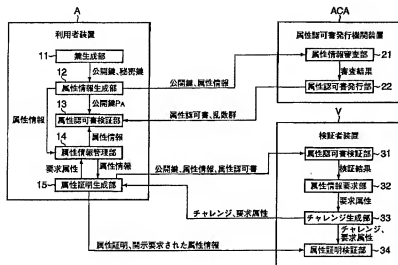 A
利用者装置
11
鍵生成部
公開鍵、秘密鍵
12
属性情報生成部
公開鍵PA
13
属性認可書検証部
属性情報
属性情報
14
属性情報管理部
要求属性
属性情報
15
属性証明生成部
公開鍵、属性情報
属性認可書、乱数群
公開鍵、属性情報、属性認可書
チャレンジ、要求属性
属性証明、開示要求された属性情報
ACA
属性認可書発行機関装置
属性情報審査部
21
審査結果
属性認可書発行部
22
V
検証者装置
属性認可書検証部
31
検証結果
属性情報要求部
32
要求属性
チャレンジ生成部
33
チャレンジ、
要求属性
属性証明検証部
34